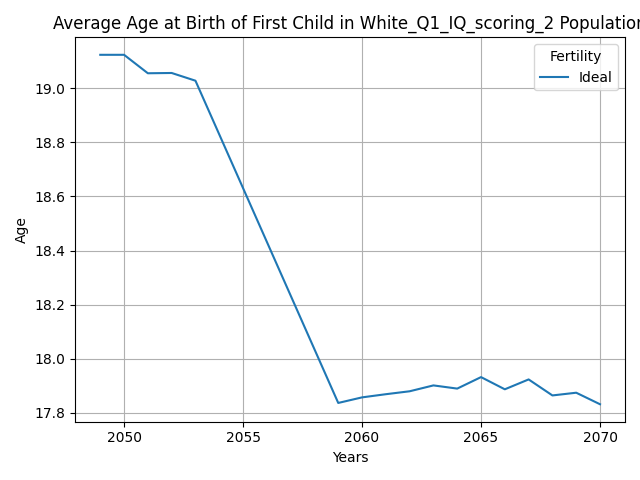 Average Age at Birth of First Child in White_Q1_IQ_scoring_2 Population
Fertility
Ideal
19.0
18.8
18.6
18.4
18.2
18.0
17.8
Age
2050 2055 2060 2065 2070
Years